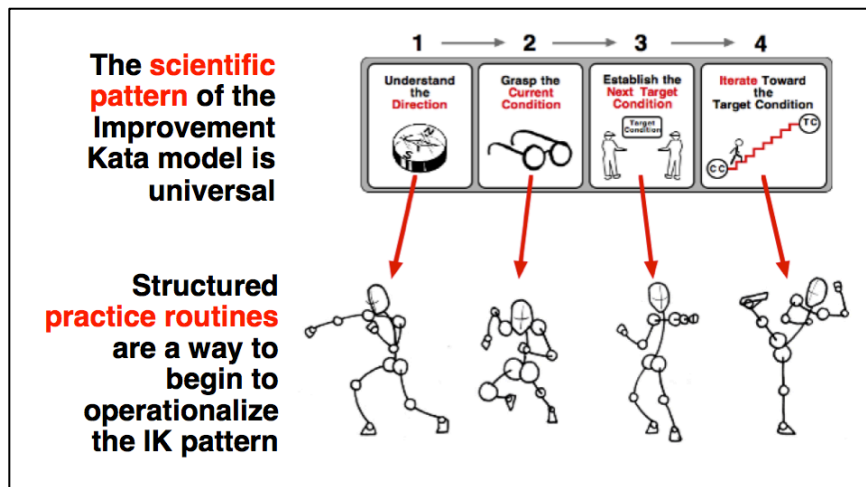 The scientific
pattern of the
Improvement
Kata model is
universal
1 2 3 4
Understand
the
Direction
Grasp the
Current
Condition
Establish the
Next Target
Condition
Target
Condition
Iterate Toward
the
Target Condition
TC
CC
Structured
practice routines
are a way to
begin to
operationalize
the IK pattern